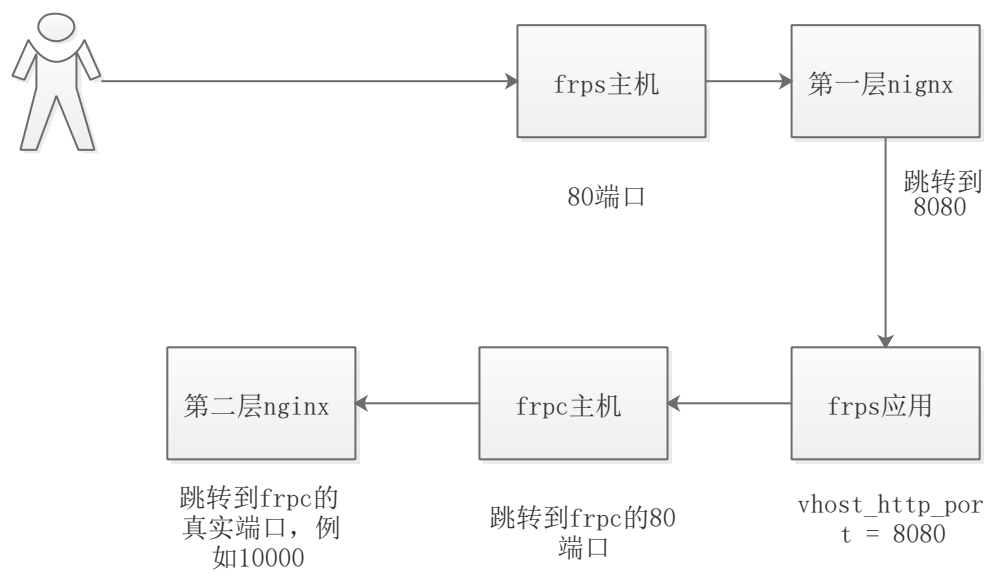 frps主机
第一层nignx
80端口
跳转到
8080
第二层nginx
frpc主机
frps应用
跳转到frpc的
真实端口，例
如10000
跳转到frpc的80
端口
vhost_http_por
t = 8080